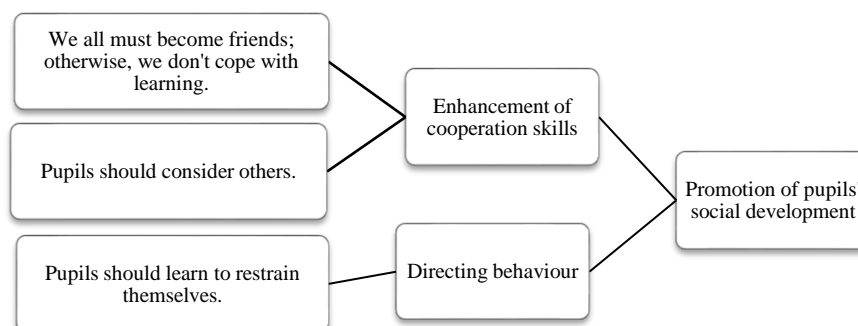 We all must become friends;
otherwise, we don't cope with
learning.
Pupils should consider others.
Pupils should learn to restrain
themselves.
Enhancement of
cooperation skills
Directing behaviour
Promotion of pupils'
social development